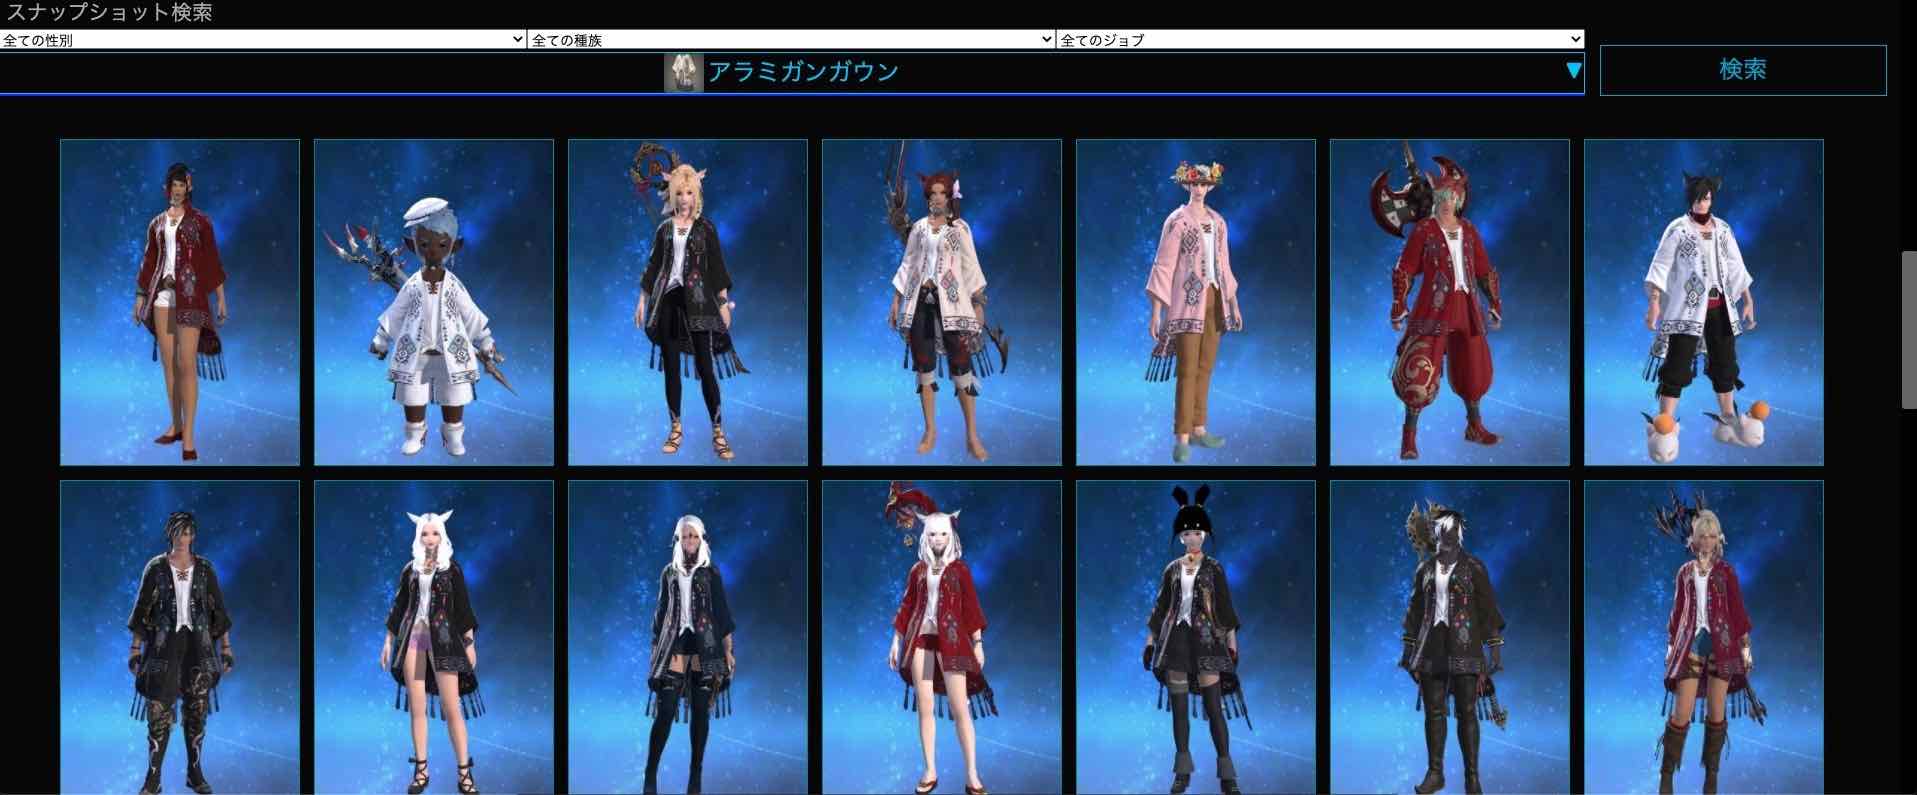 スナップショット検索
全ての性別
全ての種族
全てのジョブ
アラミガンガウン
検索